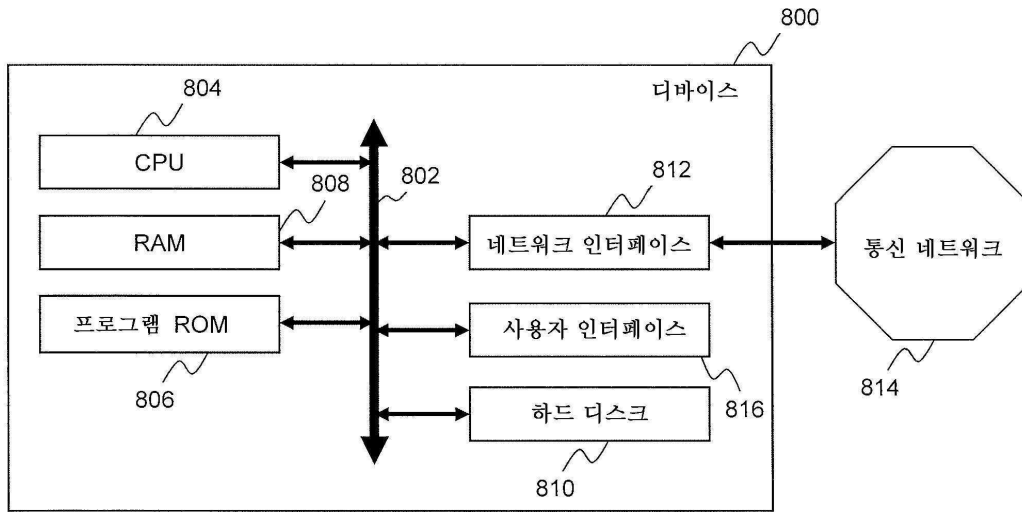 800
디바이스
804
CPU
808
RAM
802
812
네트워크 인터페이스
통신 네트워크
814
프로그램 ROM
806
사용자 인터페이스
816
하드 디스크
810